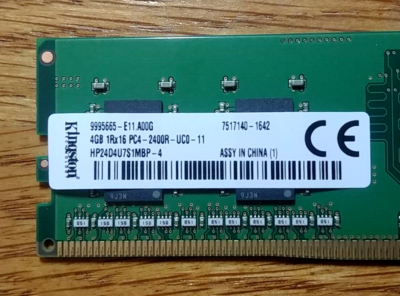 Kingston
9995665-E11.A00G 7517140-1642
4GB 1Rx16 PC4-2400R-UC0-11
HP24D4U7S1MBP-4 ASSY IN CHINA (1)
CE